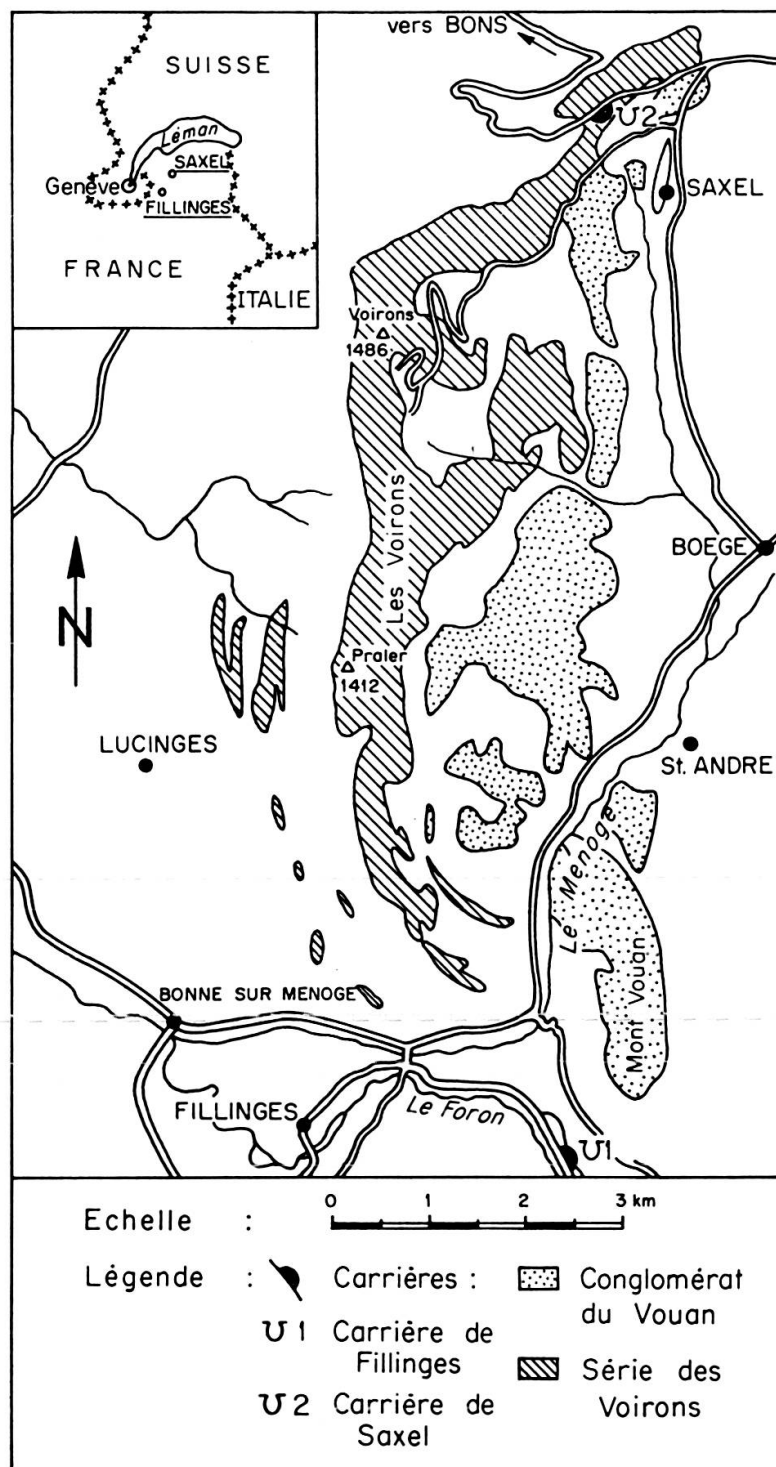 SUISSE
Léman
SAXEL
Genève
FILLINGES
FRANCE
ITALIE
vers BONS
℧2
SAXEL
Voirons
1486
Les Voirons
BOEGE
N
Praler
1412
LUCINGES
St. ANDRE
Le Menoge
Mont Vouan
BONNE SUR MENOGE
FILLINGES
Le Foron
℧1
0 1 2 3 km
Echelle :
Légende : Carrières :
℧1 Carrière de
Fillinges
℧2 Carrière de
Saxel
Conglomérat
du Vouan
Série des
Voirons